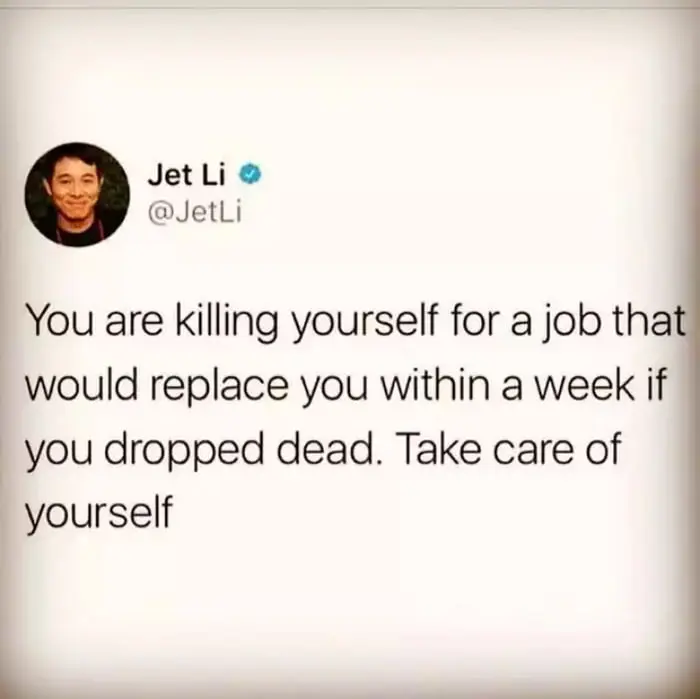 Jet Li
@JetLi
You are killing yourself for a job that
would replace you within a week if
you dropped dead. Take care of
yourself